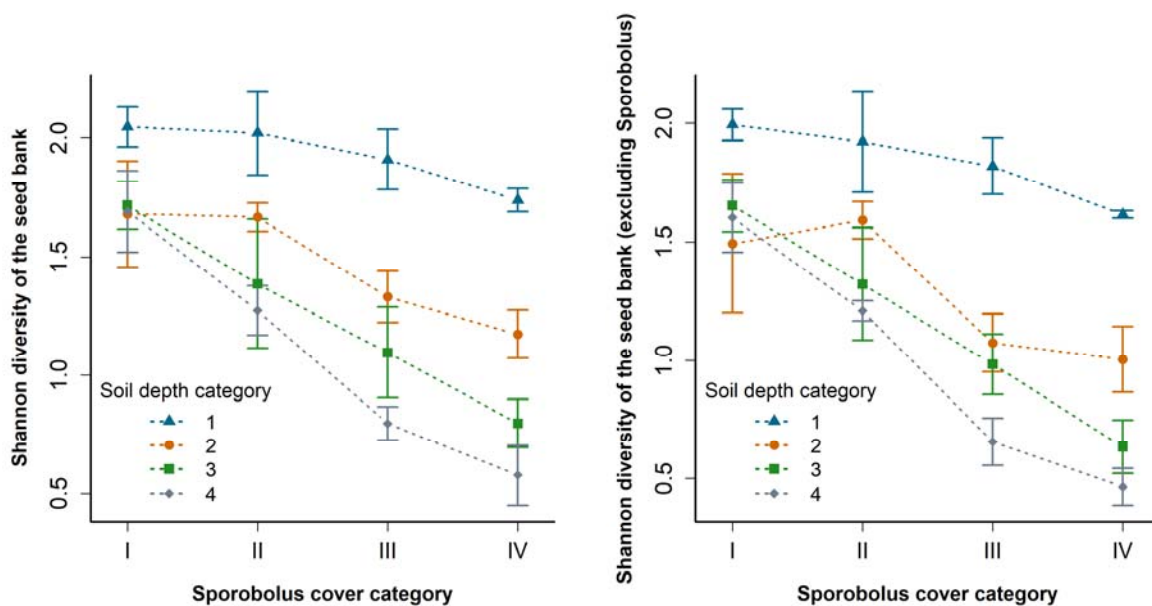 Shannon diversity of the seed bank
2.0
1.5
1.0
0.5
Soil depth category
1
2
3
4
I II III IV
Sporobolus cover category
Shannon diversity of the seed bank (excluding Sporobolus)
2.0
1.5
1.0
0.5
Soil depth category
1
2
3
4
I II III IV
Sporobolus cover category